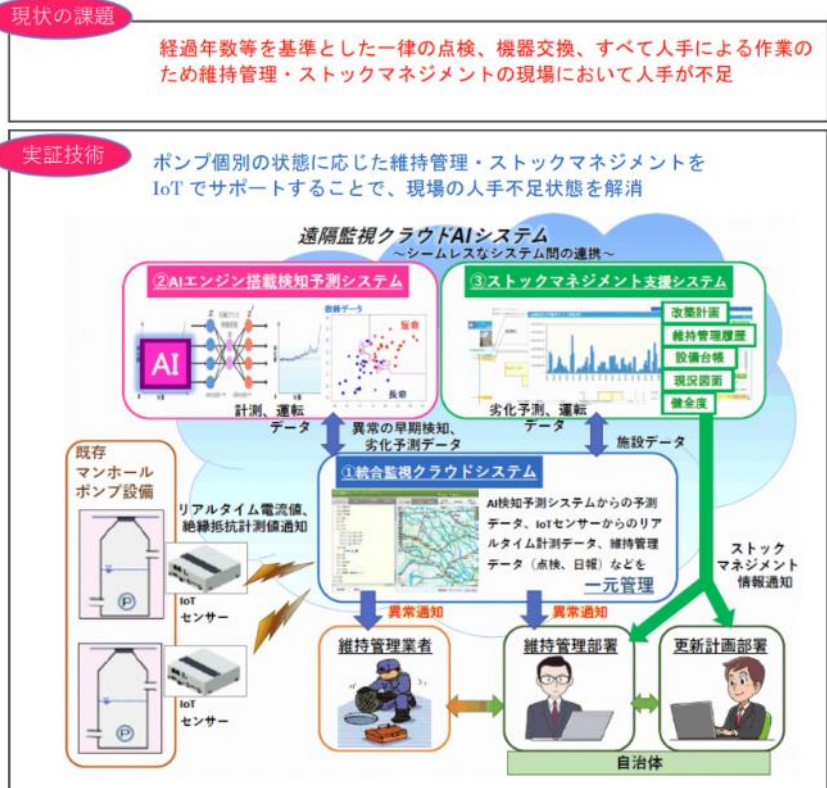 現状の課題
経過年数等を基準とした一律の点検、機器交換、すべて人手による作業の
ため維持管理・ストックマネジメントの現場において人手が不足
実証技術
ポンプ個別の状態に応じた維持管理・ストックマネジメントを
IoT でサポートすることで、現場の人手不足状態を解消
遠隔監視クラウドAIシステム
～シームレスなシステム間の連携～
②AIエンジン搭載検知予測システム
AI
教師データ
短命
長命
③ストックマネジメント支援システム
改築計画
維持管理履歴
設備台帳
現況図面
健全度
計測、運転
データ
異常の早期検知、
劣化予測データ
劣化予測、運転
データ
施設データ
既存
マンホール
ポンプ設備
P
IoT
センサー
P
IoT
センサー
リアルタイム電流値、
絶縁抵抗計測値通知
①統合監視クラウドシステム
AI検知予測システムからの予測
データ、IoTセンサーからのリア
ルタイム計測データ、維持管理
データ（点検、日報）などを
一元管理
ストック
マネジメント
情報通知
異常通知
異常通知
維持管理業者
維持管理部署
更新計画部署
自治体